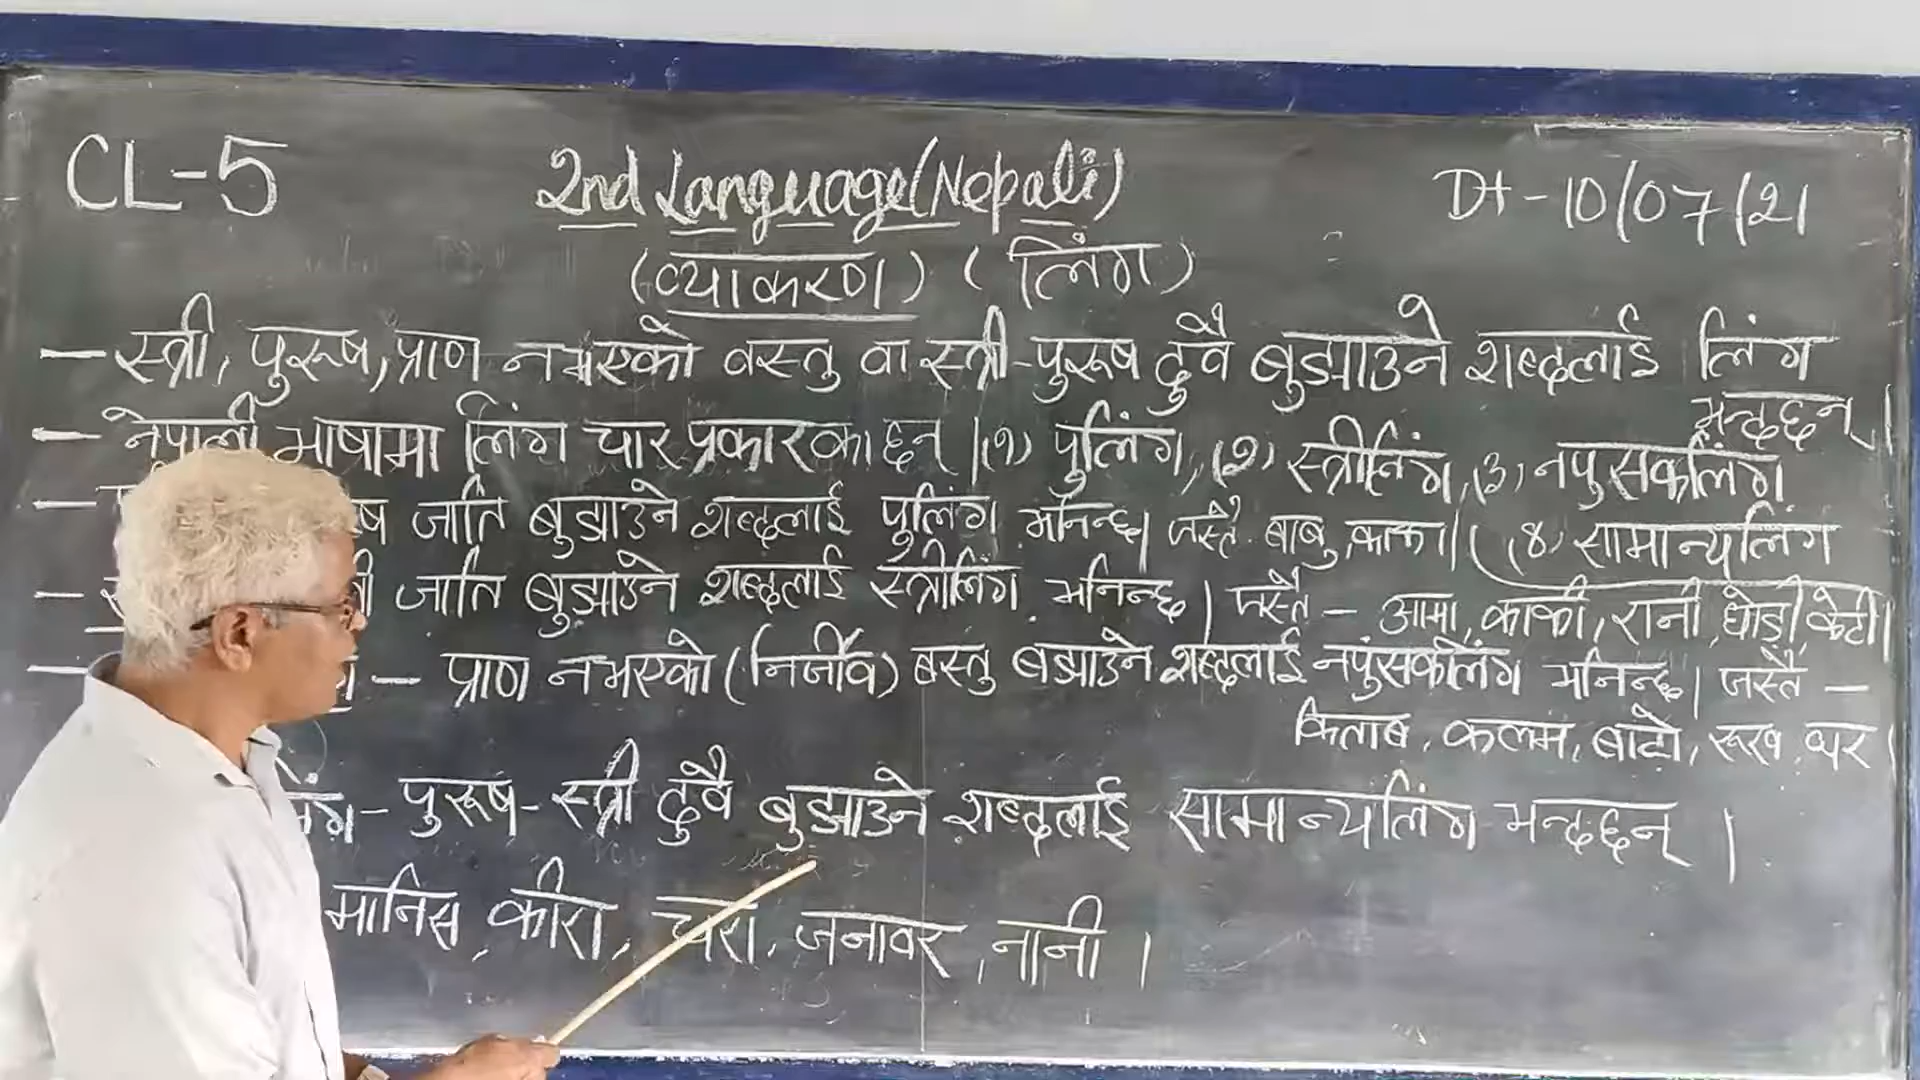 CL-5
2nd Language (Nepali)
Dt - 10/07/21
(व्याकरण) (लिंग)
— स्त्री, पुरूष, प्राण नभएको वस्तु वा स्त्री-पुरूष दुवै बुझाउने शब्दलाई लिंग
भन्दछन् ।
— नेपाली भाषामा लिंग चार प्रकारका छन् । (१) पुलिंग, (२) स्त्रीलिंग, (३) नपुसकलिंग
ष जाति बुझाउने शब्दलाई पुलिंग भनिन्छ। जस्तै- बाबु, काका। (४) सामान्यलिंग
जाति बुझाउने शब्दलाई स्त्रीलिंग भनिन्छ । जस्तै – आमा, काकी, रानी, घोडी केटी।
ग – प्राण नभएको (निर्जीव) बस्तु बझाउने शब्दलाई नपुंसकलिंग भनिन्छ। जस्तै –
किताब, कलम, बाटो, रूख, घर ।
लिंग- पुरूष-स्त्री दुवै बुझाउने शब्दलाई सामान्यलिंग भन्दछन् ।
मानिस, कीरा, चरा, जनावर, नानी ।